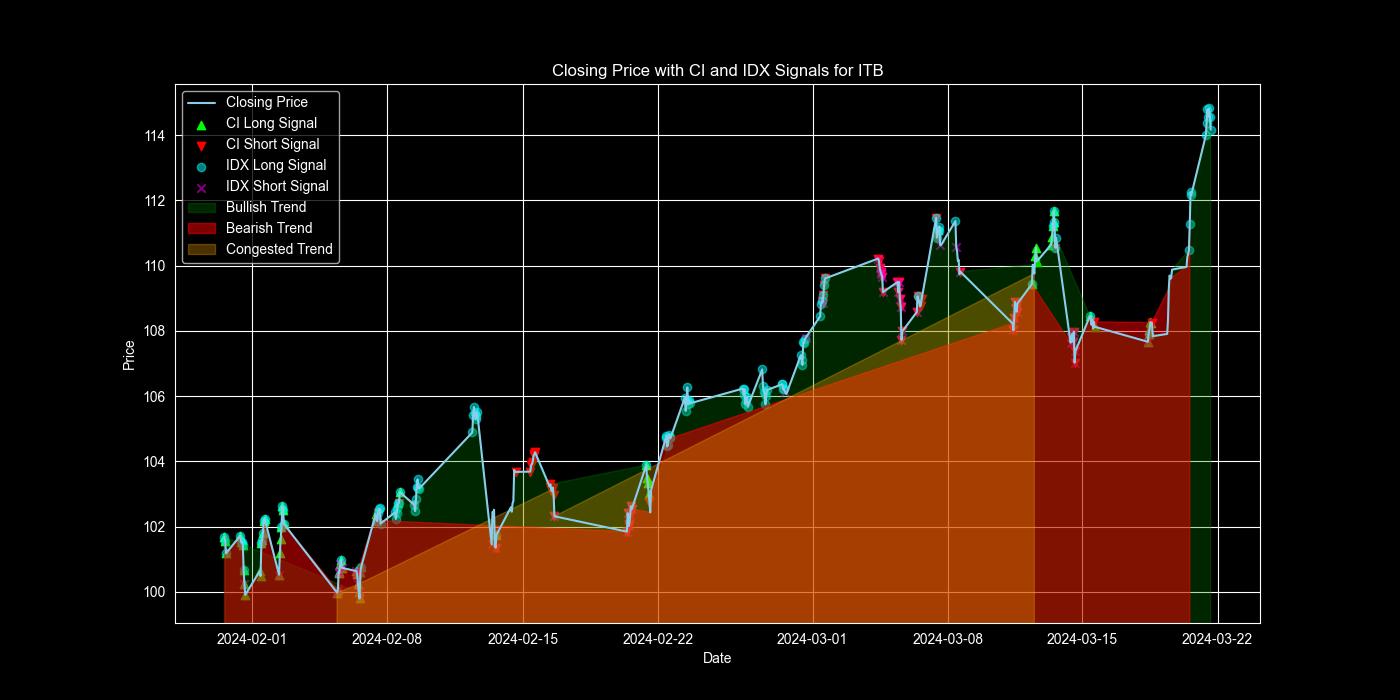 Closing Price with CI and IDX Signals for ITB
Closing Price
CI Long Signal
CI Short Signal
IDX Long Signal
IDX Short Signal
Bullish Trend
Bearish Trend
Congested Trend
Price
114
112
110
108
106
104
102
100
2024-02-01 2024-02-08 2024-02-15 2024-02-22 2024-03-01 2024-03-08 2024-03-15 2024-03-22
Date